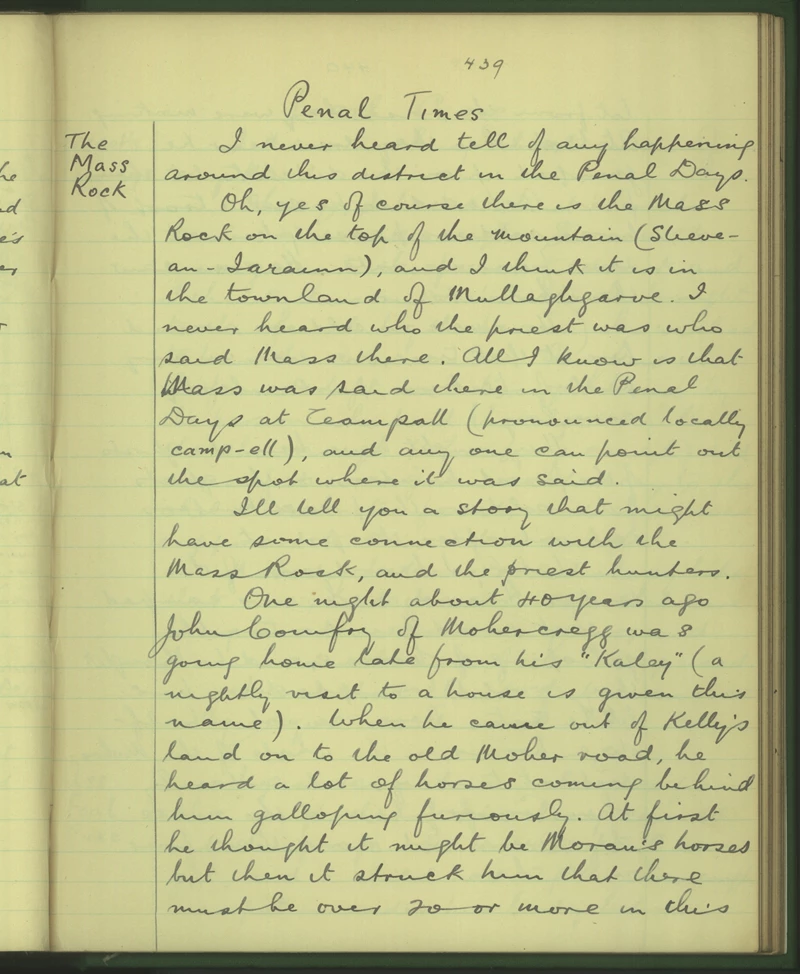 439
Penal Times
The
Mass
Rock
I never heard tell of any happening
around this district in the Penal Days.
Oh, yes of course there is the Mass
Rock on the top of the mountain (Slieve-
an-Iarainn), and I think it is in
the townland of Mullaghgarve. I
never heard who the priest was who
said Mass there. All I know is that
Mass was said there in the Penal
Days at Teampall (pronounced locally
camp-ell), and any one can point out
the spot where it was said.
I'll tell you a story that might
have some connection with the
Mass Rock, and the priest hunters.
One night about 40 years ago
John Comfry of Mohercregg was
going home late from his "Kaley" (a
nightly visit to a house is given this
name). When he came out of Kelly's
land on to the old Moher road, he
heard a lot of horses coming behind
him galloping furiously. At first
he thought it might be Moran's horses
but then it struck him that there
must be over 20 or more in this